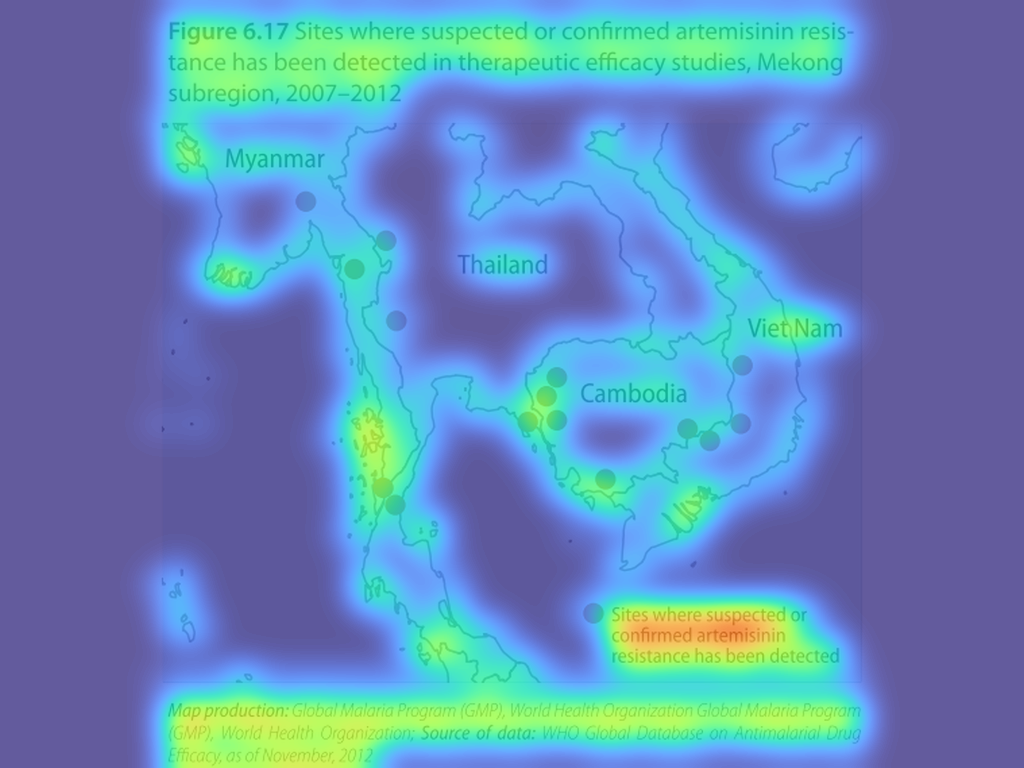 Figure 6.17 Sites where suspected or confirmed artemisinin resis-
tance has been detected in therapeutic efficacy studies, Mekong
subregion, 2007–2012
Myanmar
Thailand
Viet Nam
Cambodia
Sites where suspected or
confirmed artemisinin
resistance has been detected
Map production: Global Malaria Program (GMP), World Health Organization Global Malaria Program
(GMP), World Health Organization; Source of data: WHO Global Database on Antimalarial Drug
Efficacy, as of November, 2012